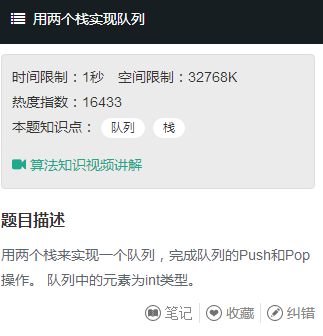 用两个栈实现队列
时间限制：1秒 空间限制：32768K
热度指数：16433
本题知识点： 队列 栈
算法知识视频讲解
题目描述
用两个栈来实现一个队列，完成队列的Push和Pop
操作。 队列中的元素为int类型。
笔记 收藏 纠错